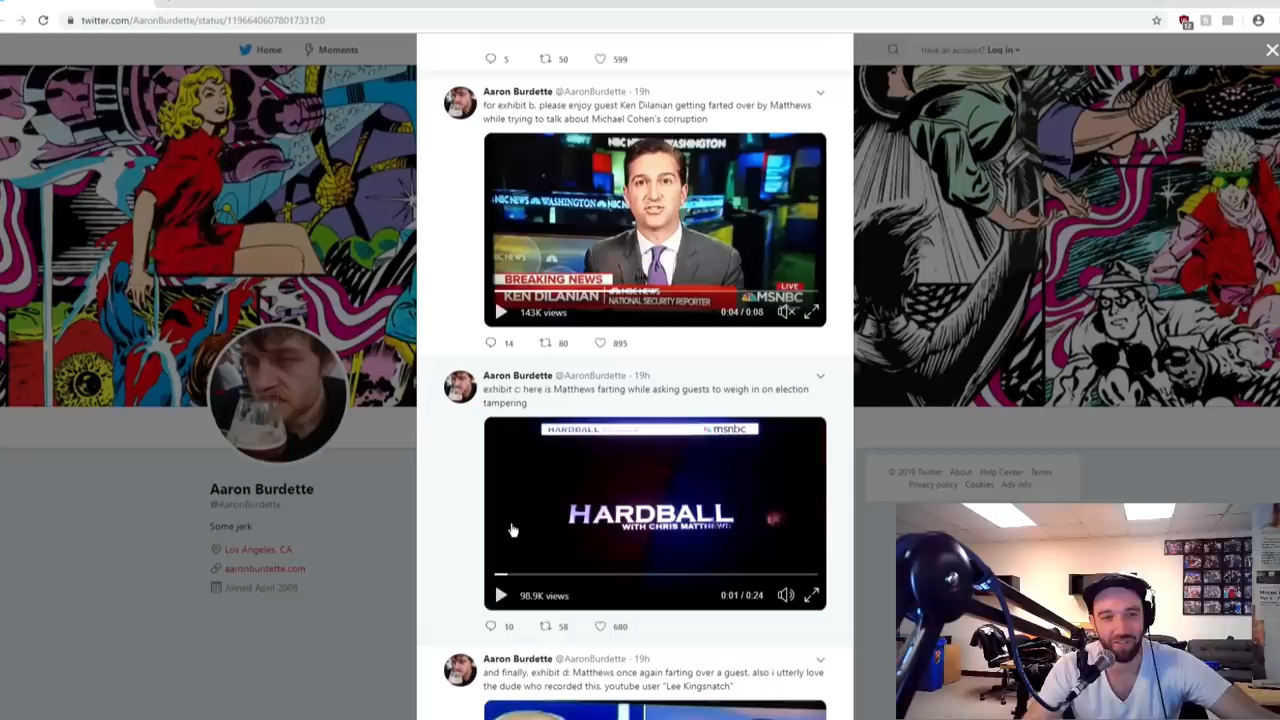 twitter.com/AaronBurdette/status/1196640607801733120
Home
Moments
Have an account? Log in
5 50 599
Aaron Burdette @AaronBurdette · 19h
for exhibit b, please enjoy guest Ken Dilanian getting farted over by Matthews
while trying to talk about Michael Cohen's corruption
WASHINGTON
NBC NEWS WASHINGTON
BREAKING NEWS
LIVE
KEN DILANIAN
NBC NEWS
NATIONAL SECURITY REPORTER
MSNBC
143K views
0:04 / 0:08
14 80 895
Aaron Burdette @AaronBurdette · 19h
exhibit c: here is Matthews farting while asking guests to weigh in on election
tampering
HARDBALL
msnbc
HARDBALL
WITH CHRIS MATTHEWS
98.9K views
0:01 / 0:24
10 58 680
Aaron Burdette @AaronBurdette · 19h
and finally, exhibit d: Matthews once again farting over a guest. also i utterly love
the dude who recorded this. youtube user "Lee Kingsnatch"
Aaron Burdette
@AaronBurdette
Some jerk
Los Angeles, CA
aaronburdette.com
Joined April 2008
© 2019 Twitter About Help Center Terms
Privacy policy Cookies Ads info